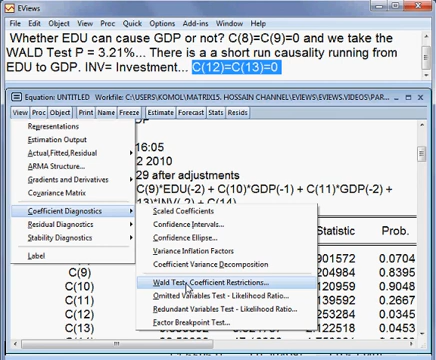 EViews
File Edit Object View Proc Quick Options Add-ins Window Help
Whether EDU can cause GDP or not? C(8)=C(9)=0 and we take the
WALD Test P = 3.21%... There is a a short run causality running from
EDU to GDP. INV= Investment... C(12)=C(13)=0
Equation: UNTITLED Workfile: C:\USERS\KOMOL\MATRIX15. HOSSAIN CHANNEL\EVIEWS\EVIEWS.VIDEOS\PAR...
View Proc Object Print Name Freeze Estimate Forecast Stats Resids
Representations
Estimation Output
Actual,Fitted,Residual
ARMA Structure...
Gradients and Derivatives
Covariance Matrix
Coefficient Diagnostics
Residual Diagnostics
Stability Diagnostics
Label
16:05
2 2010
29 after adjustments
C(9)*EDU(-2) + C(10)*GDP(-1) + C(11)*GDP(
Scaled Coefficients
Confidence Intervals...
Confidence Ellipse...
Variance Inflation Factors
Coefficient Variance Decomposition
Wald Test- Coefficient Restrictions...
Omitted Variables Test - Likelihood Ratio...
Redundant Variables Test - Likelihood Ratio...
Factor Breakpoint Test...
Statistic Prob.
901572 0.0704
C(9) 204984 0.8395
C(10) 120959 0.9048
C(11) 139592 0.2667
C(12)
C(13) 122518 0.0453